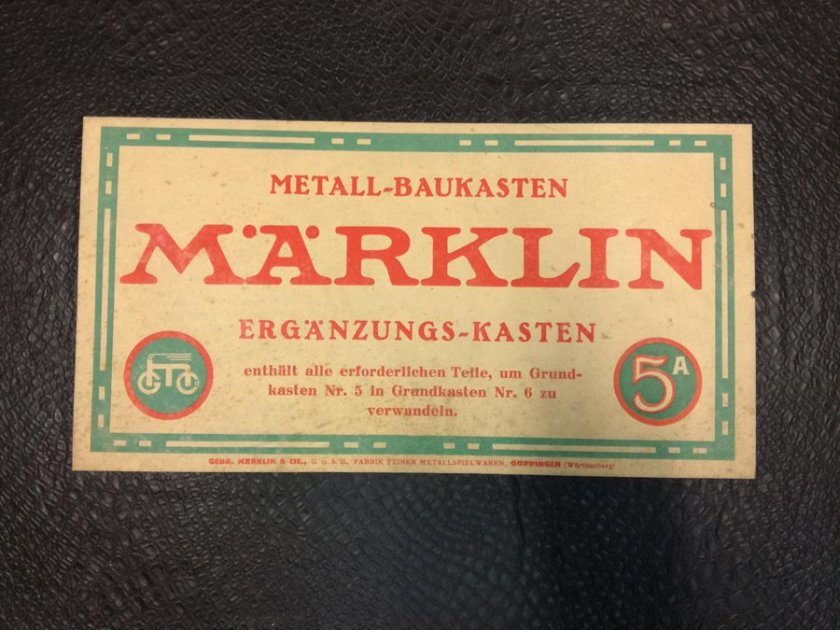 METALL-BAUKASTEN
MÄRKLIN
ERGÄNZUNGS-KASTEN
enthält alle erforderlichen Teile, um Grund-
kasten Nr. 5 in Grundkasten Nr. 6 zu
verwandeln.
5A
GEBR. MÄRKLIN & CIE., G. m. b. H., FABRIK FEINER METALLSPIELWAREN, GÖPPINGEN (Württemberg)